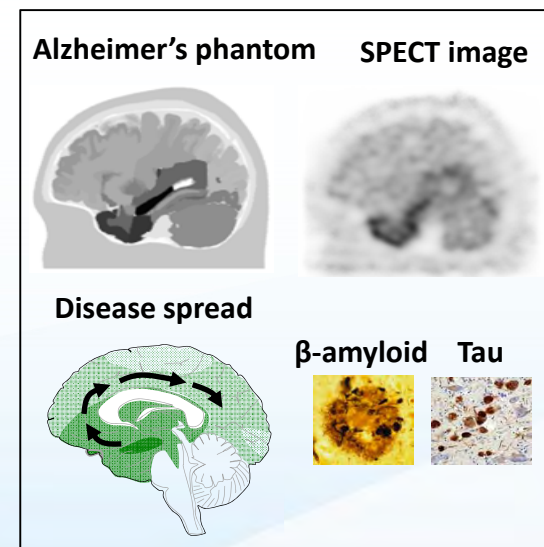 Alzheimer's phantom
SPECT image
Disease spread
β-amyloid
Tau